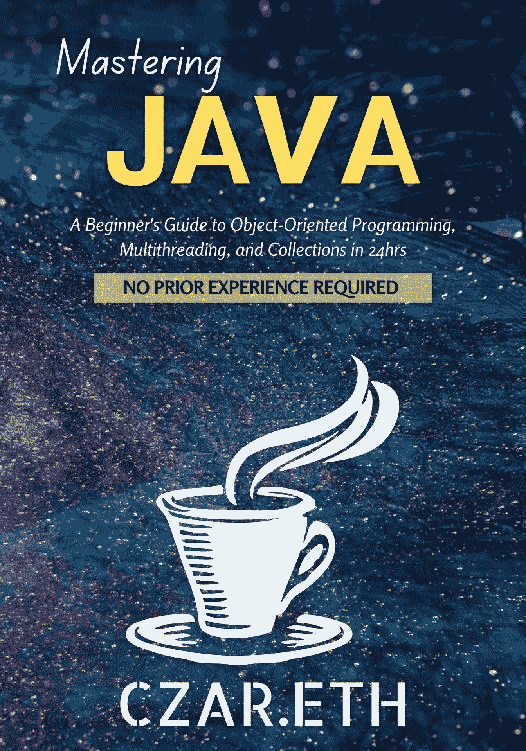 Mastering
JAVA
A Beginner's Guide to Object-Oriented Programming,
Multithreading, and Collections in 24hrs
NO PRIOR EXPERIENCE REQUIRED
CZAR.ETH